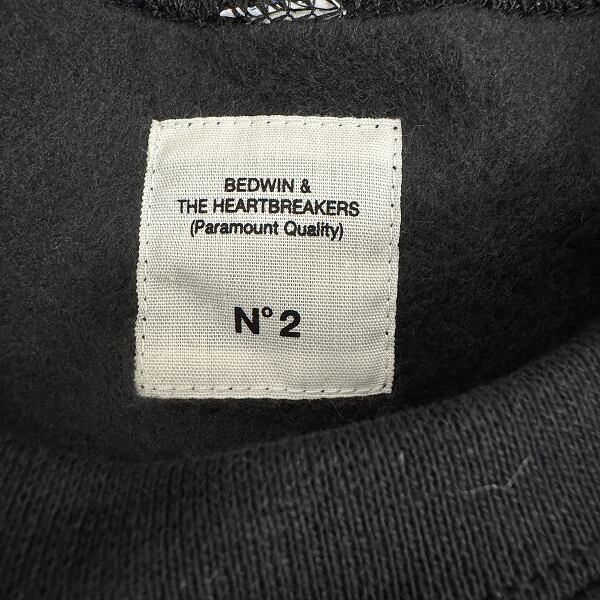 BEDWIN &
THE HEARTBREAKERS
(Paramount Quality)
N° 2